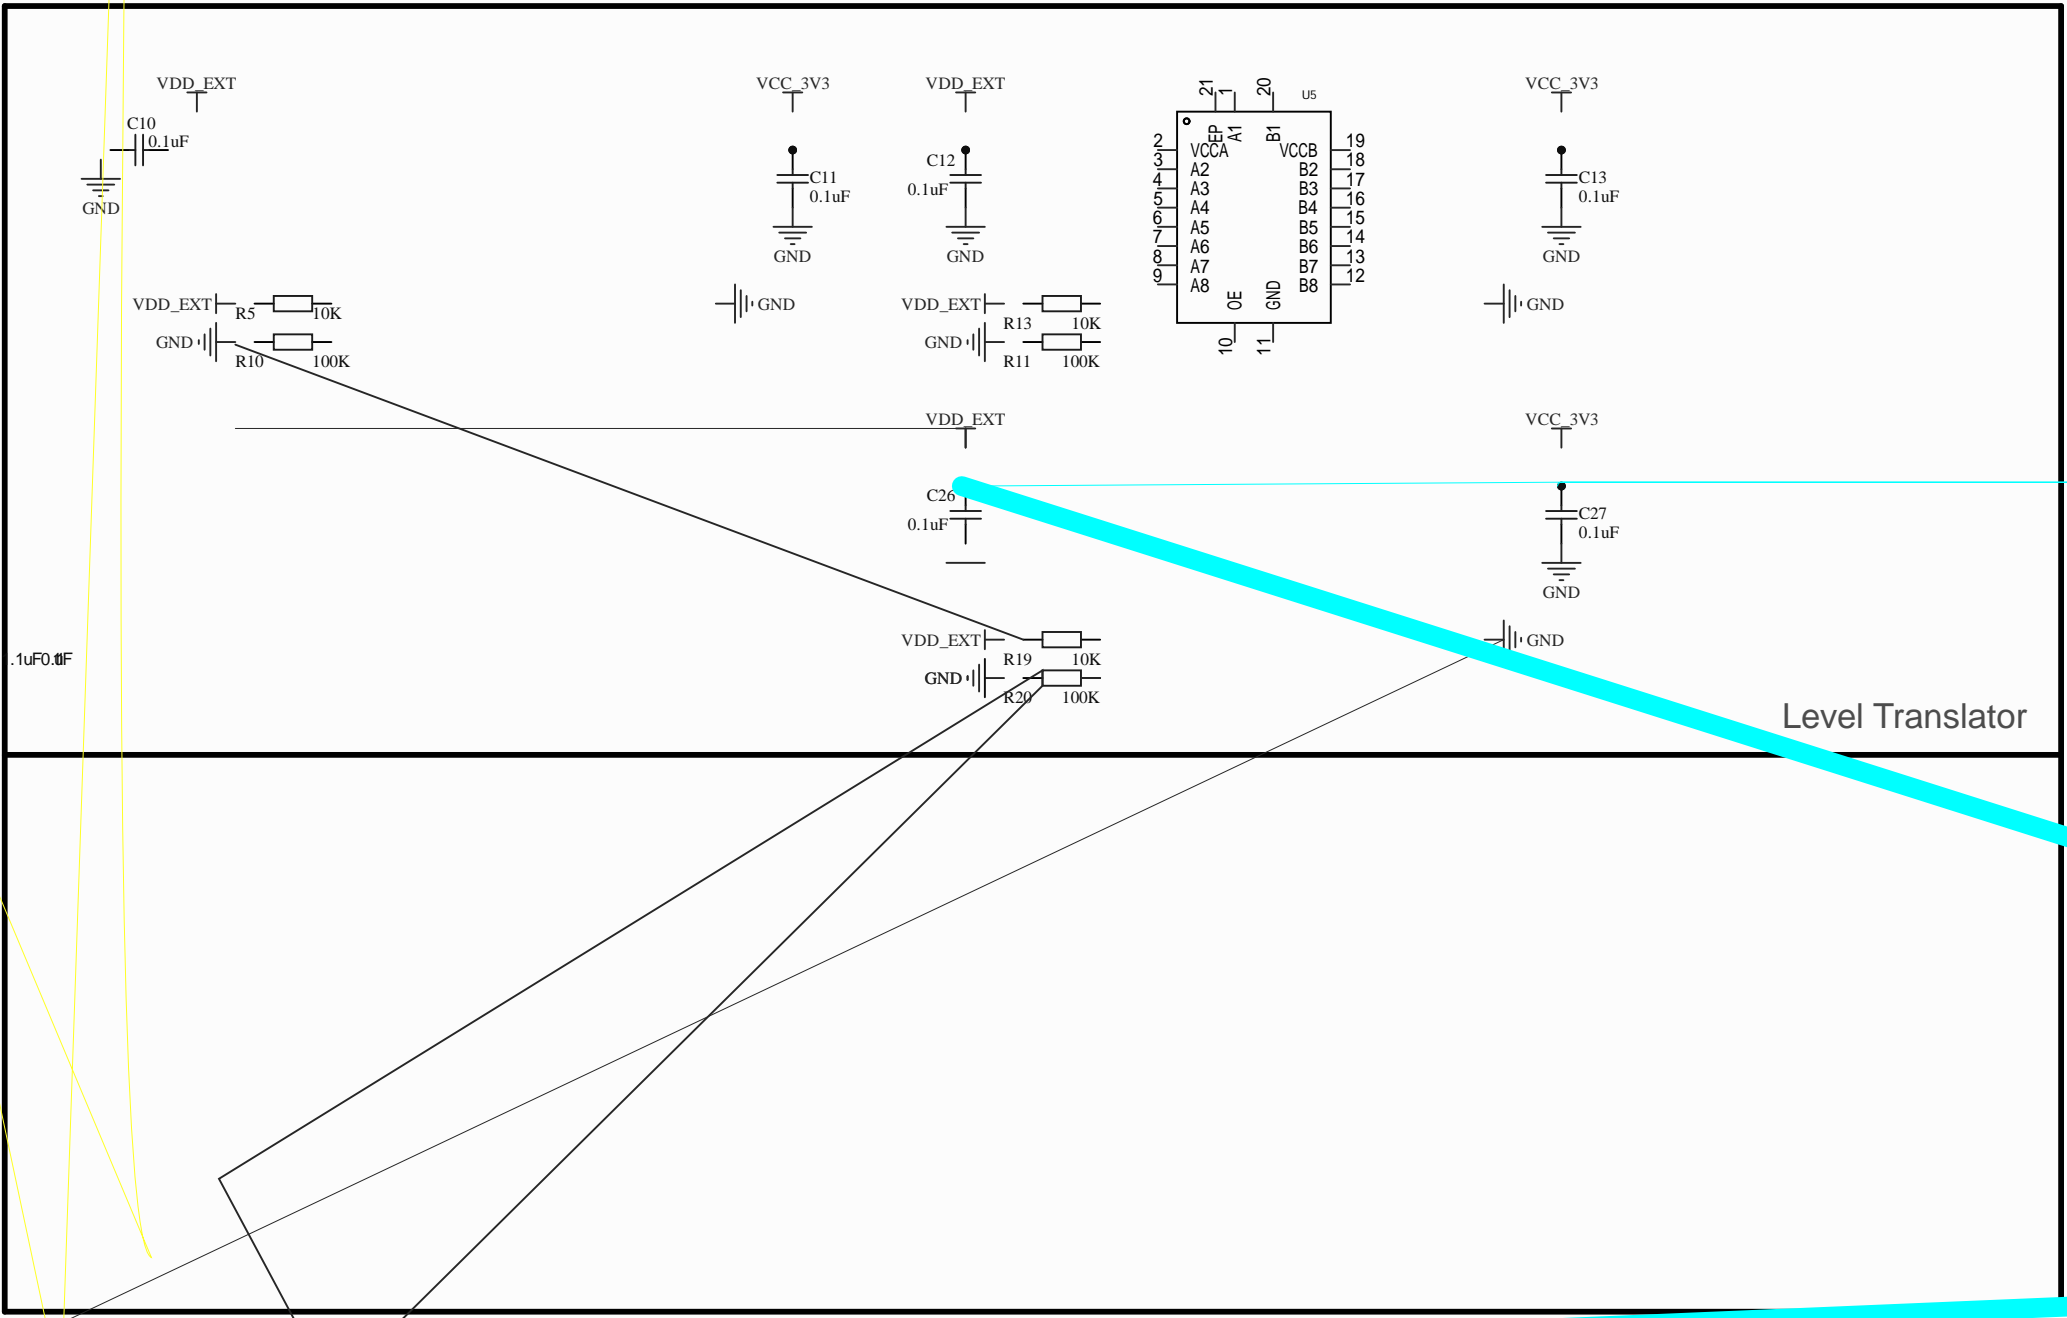 VDD_EXT
VCC_3V3
VDD_EXT
VCC_3V3
C10
0.1uF
GND
C11
0.1uF
GND
C12
0.1uF
GND
U5
21
1
20
EP
A1
B1
2
VCCA
VCCB
19
3
A2
B2
18
4
A3
B3
17
5
A4
B4
16
6
A5
B5
15
7
A6
B6
14
8
A7
B7
13
9
A8
B8
12
OE
GND
10
11
C13
0.1uF
GND
VDD_EXT
R5
10K
GND
R10
100K
GND
VDD_EXT
R13
10K
GND
R11
100K
GND
VDD_EXT
VCC_3V3
C26
0.1uF
C27
0.1uF
GND
VDD_EXT
R19
10K
GND
R20
100K
GND
.1uF
Level Translator